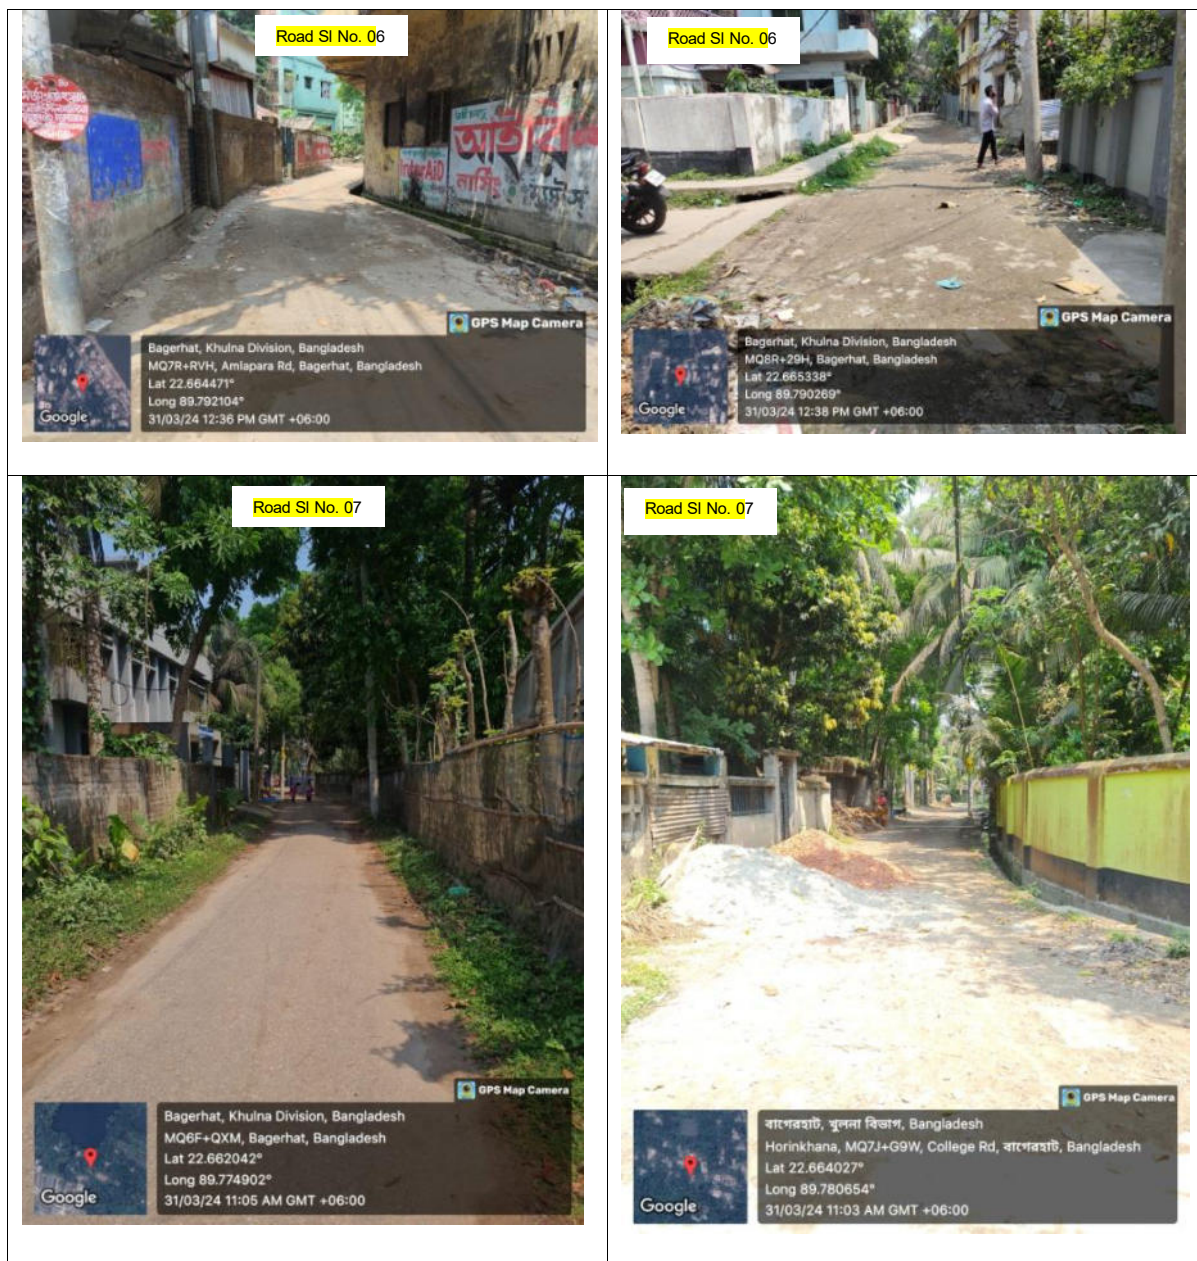 Road Sl No. 06
InterAiD
নার্সিং
GPS Map Camera
Google
Bagerhat, Khulna Division, Bangladesh
MQ7R+RVH, Amlapara Rd, Bagerhat, Bangladesh
Lat 22.664471°
Long 89.792104°
31/03/24 12:36 PM GMT +06:00
Road Sl No. 06
GPS Map Camera
Google
Bagerhat, Khulna Division, Bangladesh
MQ8R+29H, Bagerhat, Bangladesh
Lat 22.665338°
Long 89.790269°
31/03/24 12:38 PM GMT +06:00
Road Sl No. 07
GPS Map Camera
Google
Bagerhat, Khulna Division, Bangladesh
MQ6F+QXM, Bagerhat, Bangladesh
Lat 22.662042°
Long 89.774902°
31/03/24 11:05 AM GMT +06:00
Road Sl No. 07
GPS Map Camera
Google
বাগেরহাট, খুলনা বিভাগ, Bangladesh
Horinkhana, MQ7J+G9W, College Rd, বাগেরহাট, Bangladesh
Lat 22.664027°
Long 89.780654°
31/03/24 11:03 AM GMT +06:00